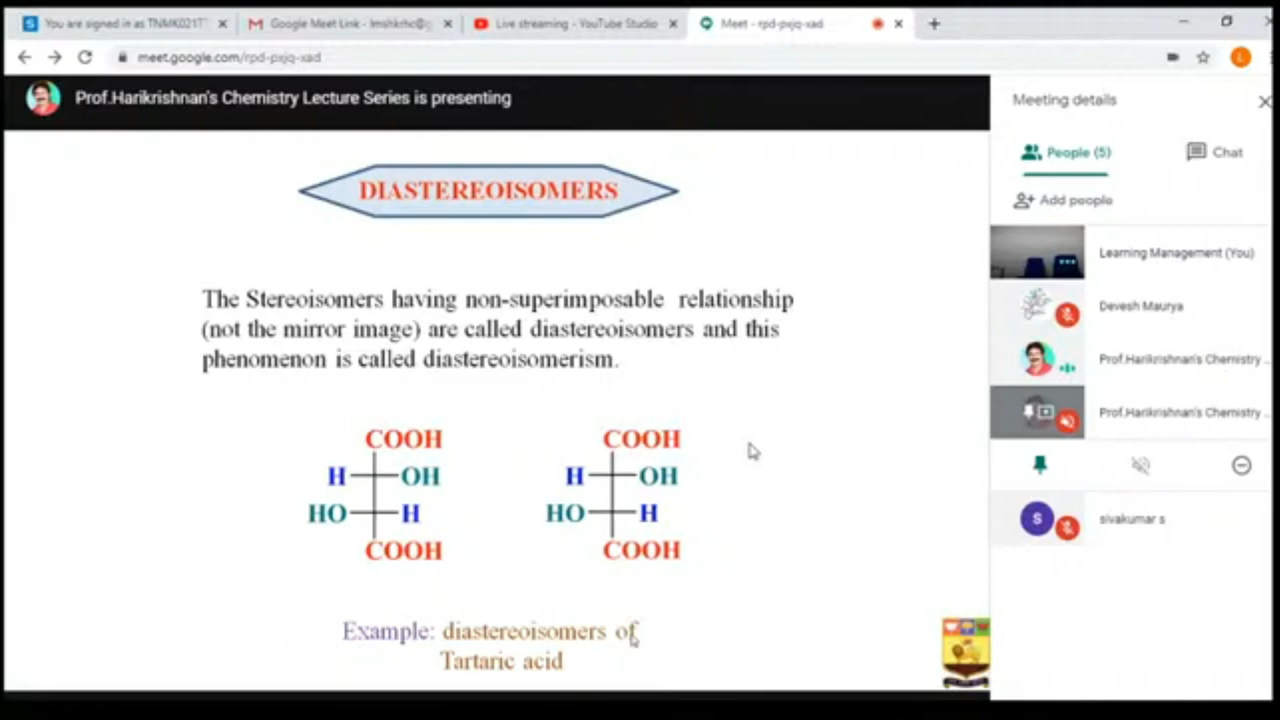 You are signed in as TNMK021T
Google Meet Link - lmshkrhc@g
Live streaming - YouTube Studio
Meet - rpd-pxjq-xad
meet.google.com/rpd-pxjq-xad
Prof.Harikrishnan's Chemistry Lecture Series is presenting
Meeting details
People (5)
Chat
Add people
Learning Management (You)
Devesh Maurya
Prof.Harikrishnan's Chemistry ...
Prof.Harikrishnan's Chemistry ...
S
sivakumar s
DIASTEREOISOMERS
The Stereoisomers having non-superimposable relationship
(not the mirror image) are called diastereoisomers and this
phenomenon is called diastereoisomerism.
COOH COOH
H OH H OH
HO H HO H
COOH COOH
Example: diastereoisomers of
Tartaric acid